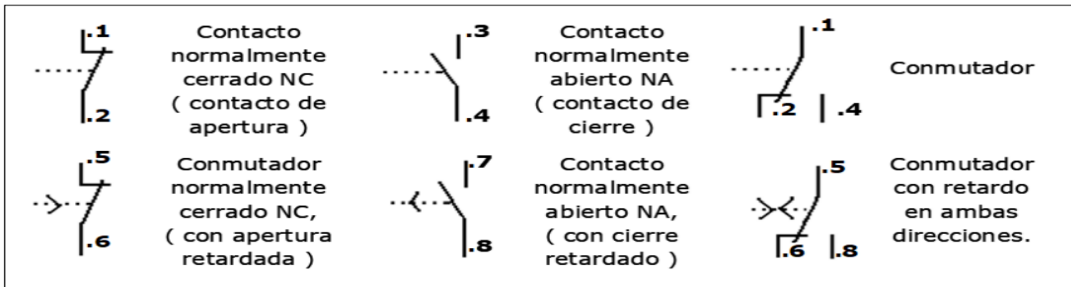 .1
.2
Contacto
normalmente
cerrado NC
( contacto de
apertura )
.3
.4
Contacto
normalmente
abierto NA
( contacto de
cierre )
.1
.2 .4
Conmutador
.5
.6
Conmutador
normalmente
cerrado NC,
( con apertura
retardada )
.7
.8
Contacto
normalmente
abierto NA,
( con cierre
retardado )
.5
.6 .8
Conmutador
con retardo
en ambas
direcciones.